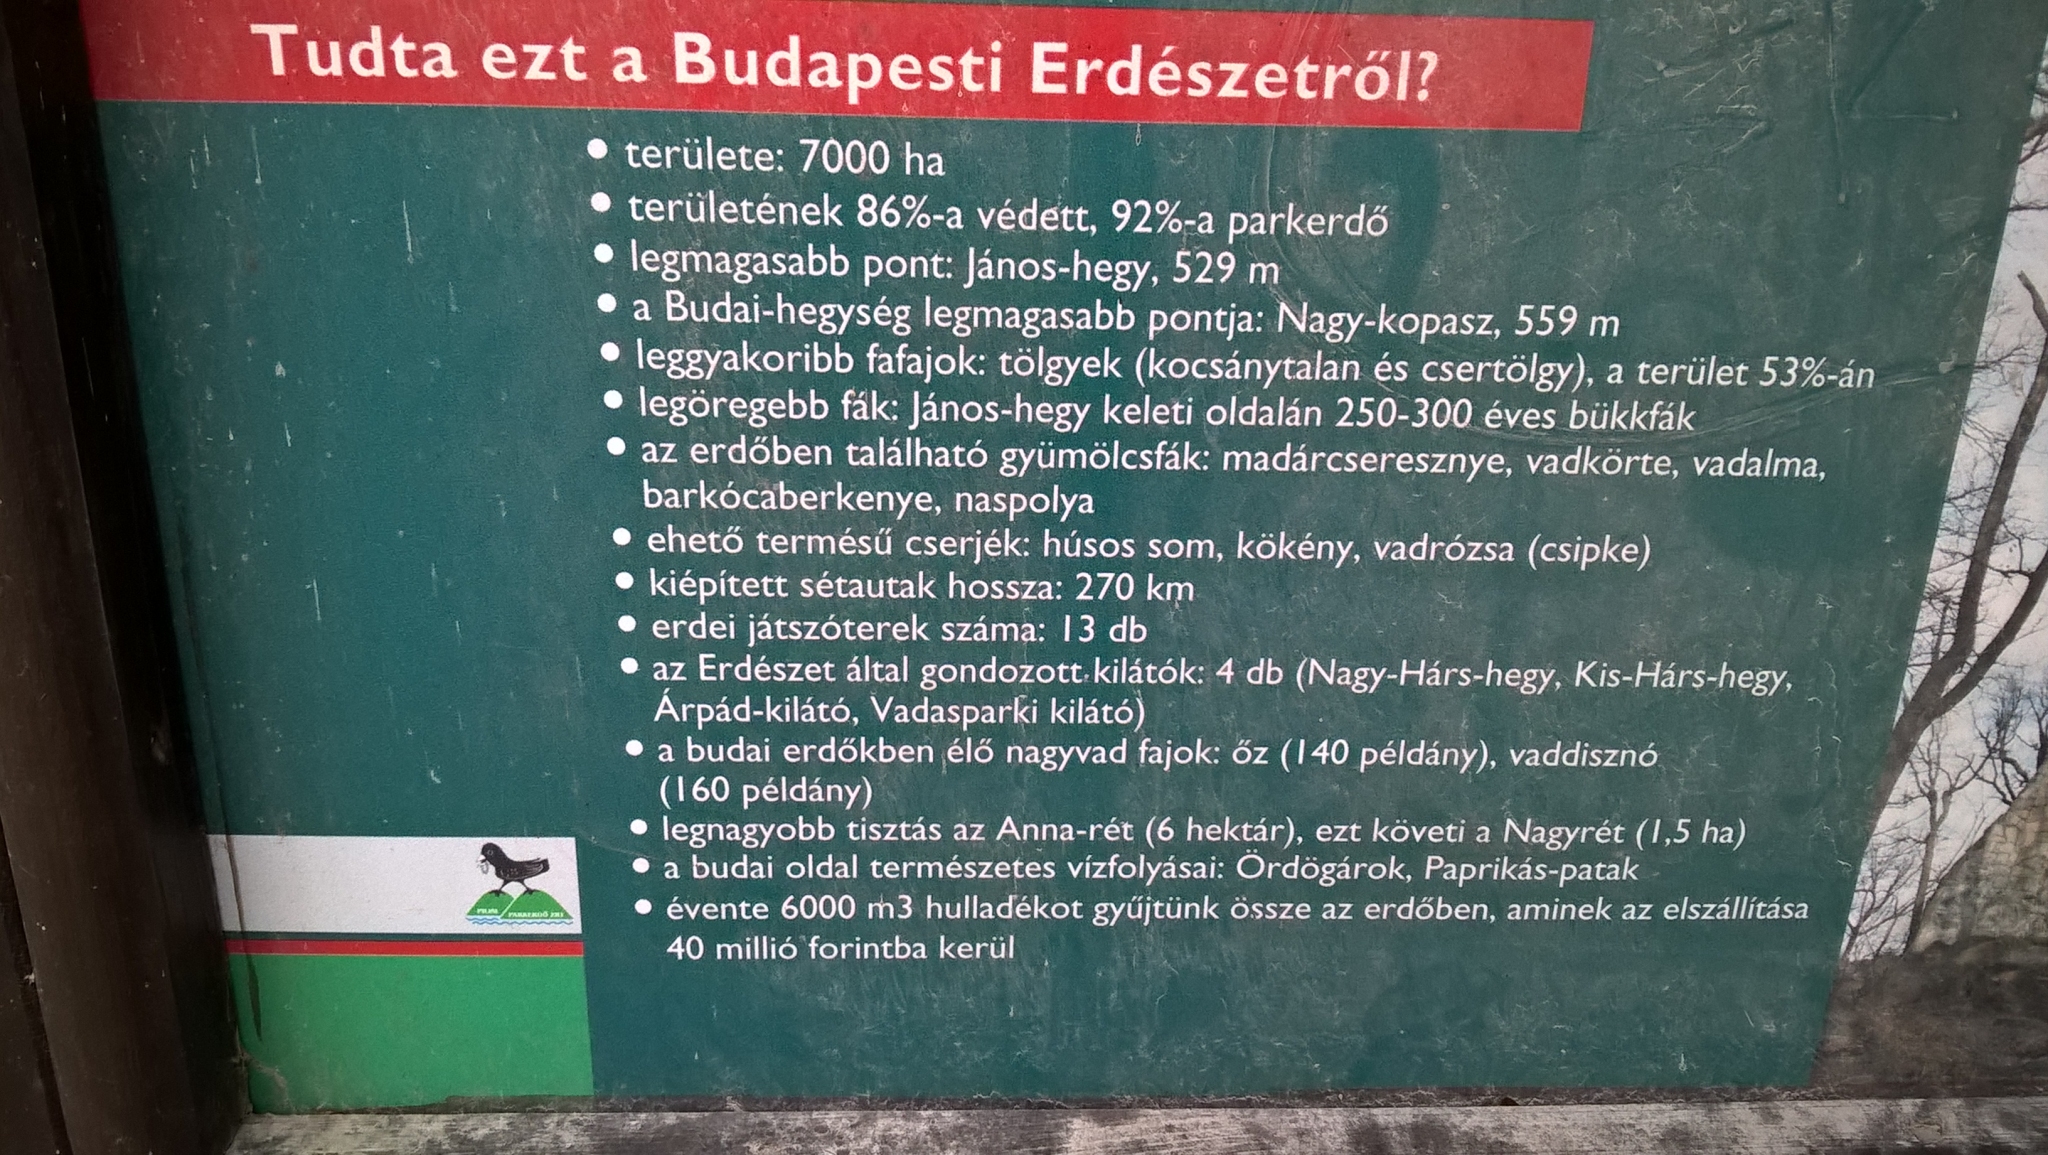 Tudta ezt a Budapesti Erdészetről?
• területe: 7000 ha
• területének 86%-a védett, 92%-a parkerdő
• legmagasabb pont: János-hegy, 529 m
• a Budai-hegység legmagasabb pontja: Nagy-kopasz, 559 m
• leggyakoribb fafajok: tölgyek (kocsánytalan és csertölgy), a terület 53%-án
• legöregebb fák: János-hegy keleti oldalán 250-300 éves bükkfák
• az erdőben található gyümölcsfák: madárcseresznye, vadkörte, vadalma,
barkócaberkenye, naspolya
• ehető termésű cserjék: húsos som, kökény, vadrózsa (csipke)
• kiépített sétautak hossza: 270 km
• erdei játszóterek száma: 13 db
• az Erdészet által gondozott kilátók: 4 db (Nagy-Hárs-hegy, Kis-Hárs-hegy,
Árpád-kilátó, Vadasparki kilátó)
• a budai erdőkben élő nagyvad fajok: őz (140 példány), vaddisznó
(160 példány)
• legnagyobb tisztás az Anna-rét (6 hektár), ezt követi a Nagyrét (1,5 ha)
• a budai oldal természetes vízfolyásai: Ördögárok, Paprikás-patak
• évente 6000 m3 hulladékot gyűjtünk össze az erdőben, aminek az elszállítása
40 millió forintba kerül
PILISI PARKERDŐ ZRT